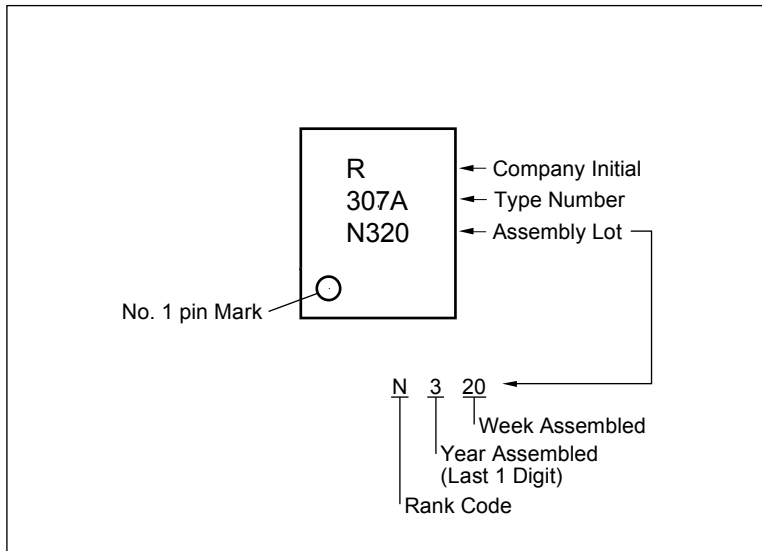 R
307A
N320
Company Initial
Type Number
Assembly Lot
No. 1 pin Mark
N 3 20
Week Assembled
Year Assembled
(Last 1 Digit)
Rank Code